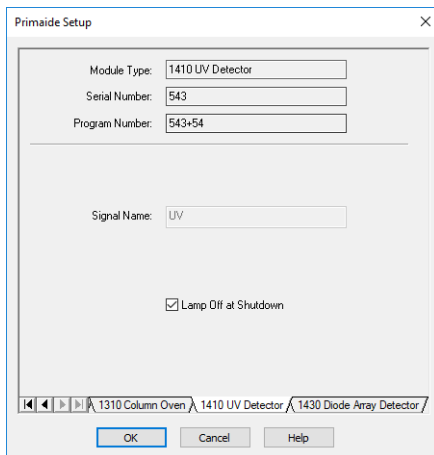 Primaide Setup
Module Type: 1410 UV Detector
Serial Number: 543
Program Number: 543+54
Signal Name: UV
Lamp Off at Shutdown
1310 Column Oven 1410 UV Detector 1430 Diode Array Detector
OK Cancel Help